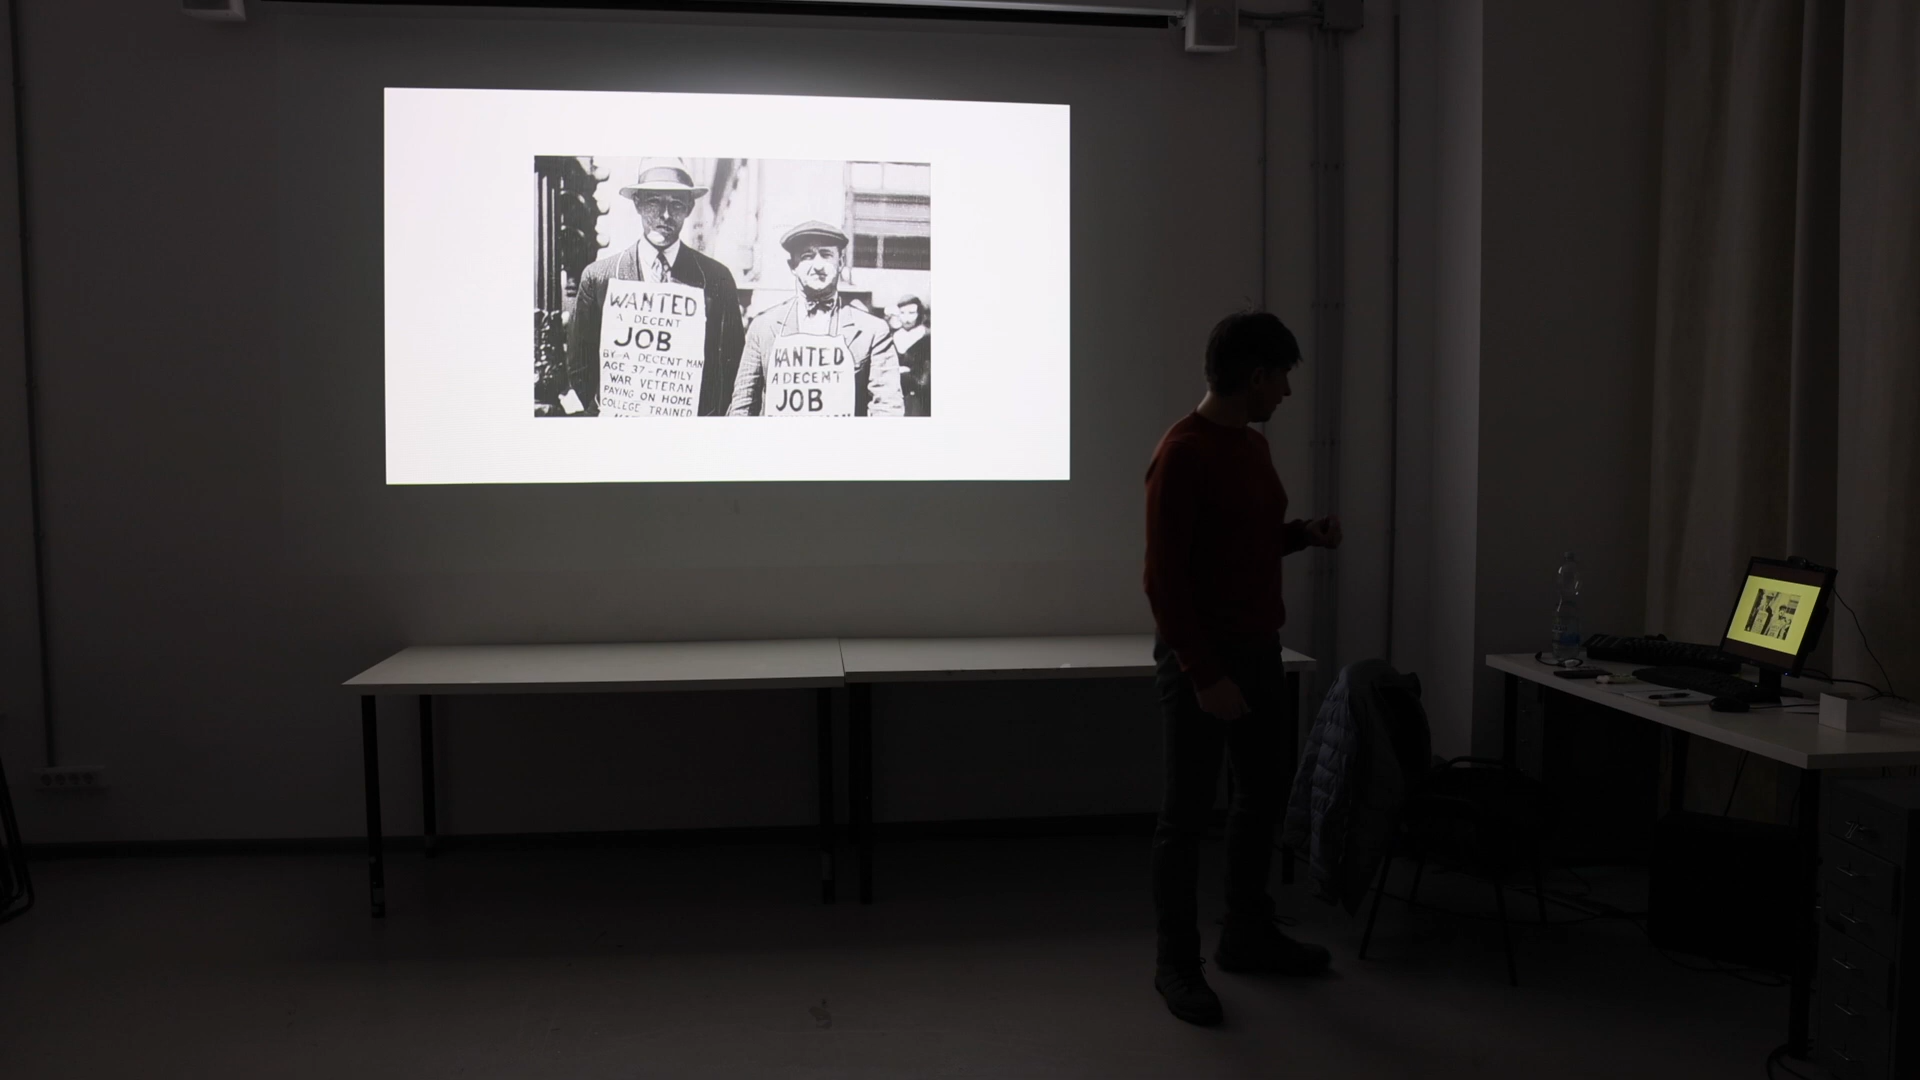 WANTED
A DECENT
JOB
BY A DECENT MAN
AGE 37-FAMILY
WAR VETERAN
PAYING ON HOME
COLLEGE TRAINED
WANTED
A DECENT
JOB